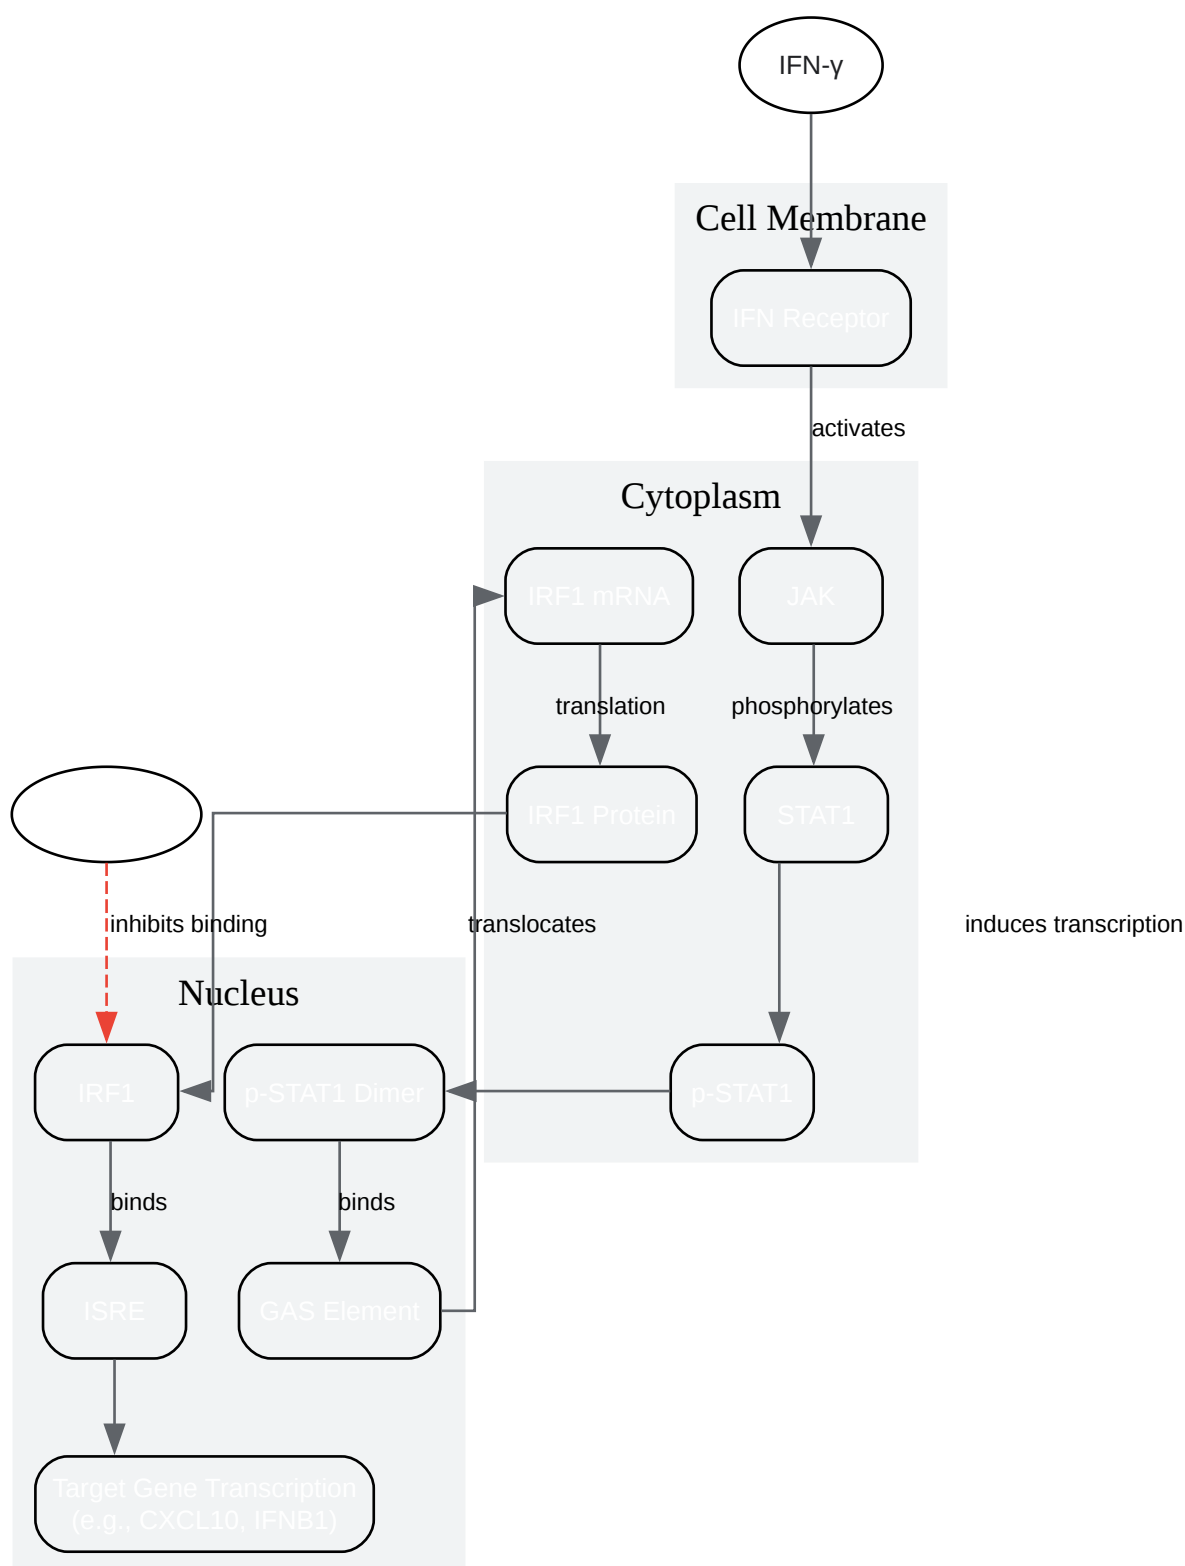 IFN-γ
Cell Membrane
IFN Receptor
activates
Cytoplasm
IRF1 mRNA
JAK
translation
phosphorylates
IRF1 Protein
STAT1
inhibits binding
translocates
induces transcription
Nucleus
IRF1
p-STAT1 Dimer
p-STAT1
binds
binds
ISRE
GAS Element
Target Gene Transcription
(e.g., CXCL10, IFNB1)